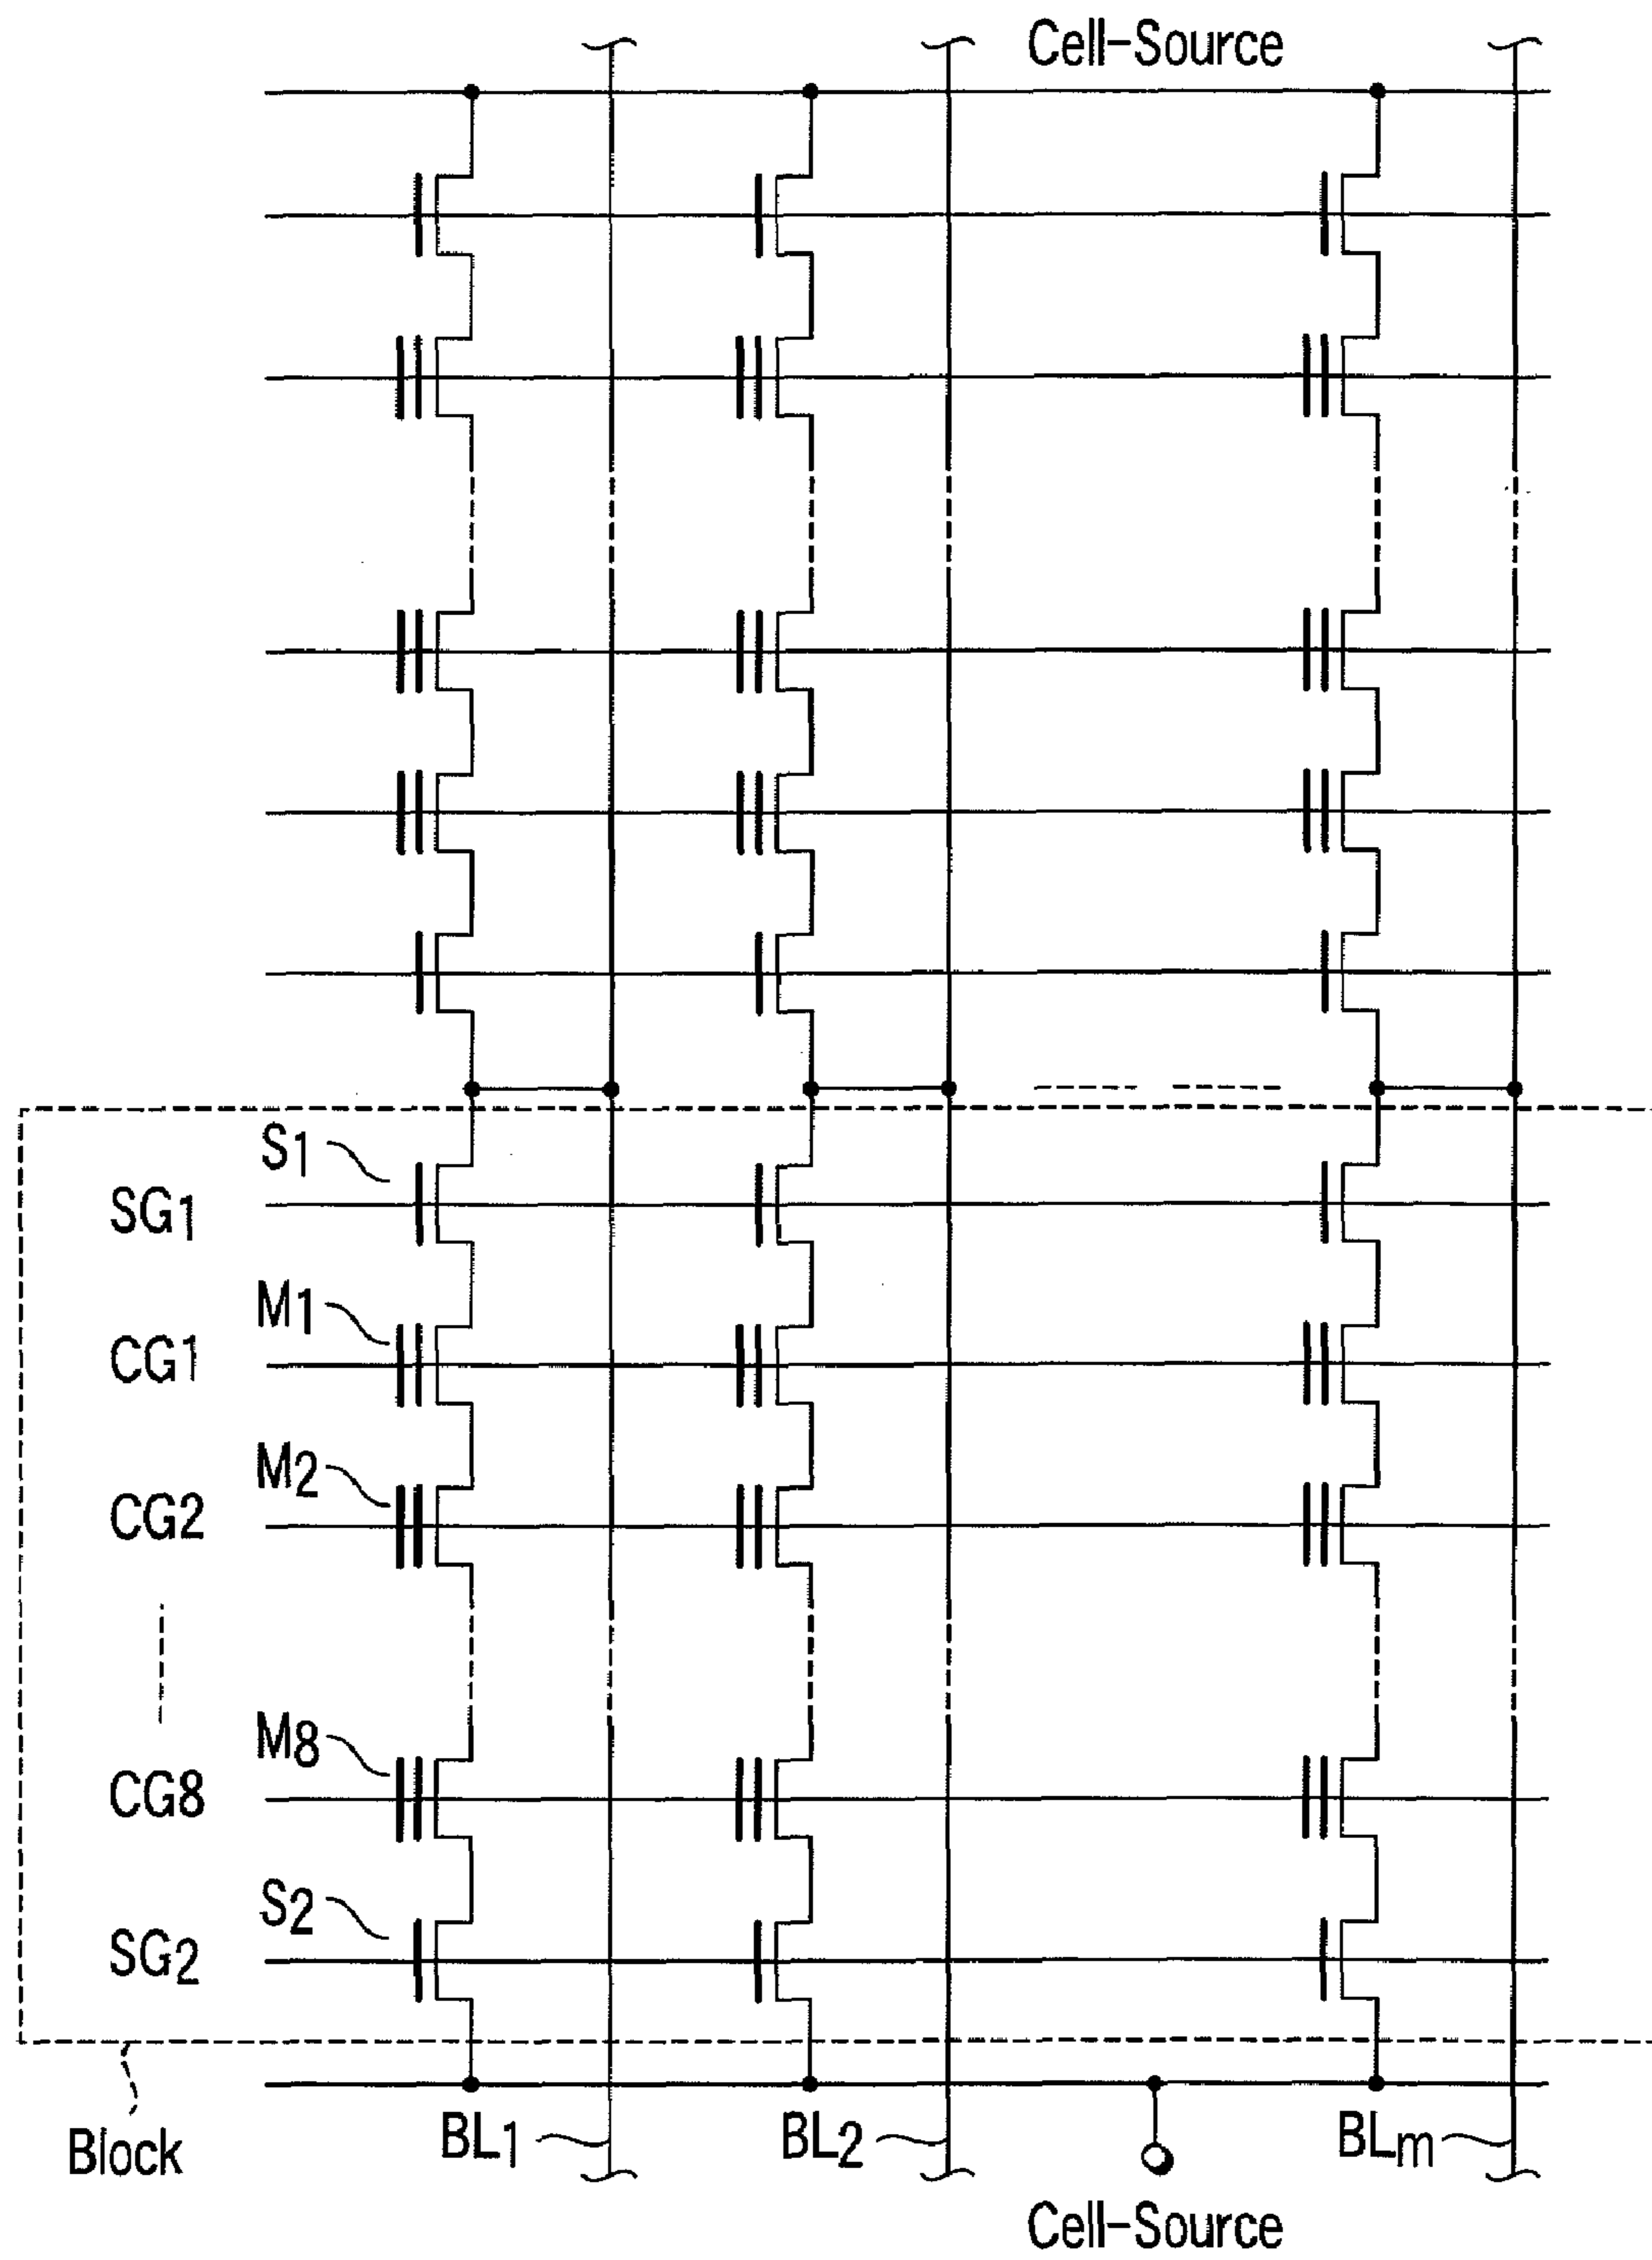 Cell-Source
S1
SG1
M1
CG1
M2
CG2
M8
CG8
S2
SG2
Block
BL1
BL2
BLm
Cell-Source